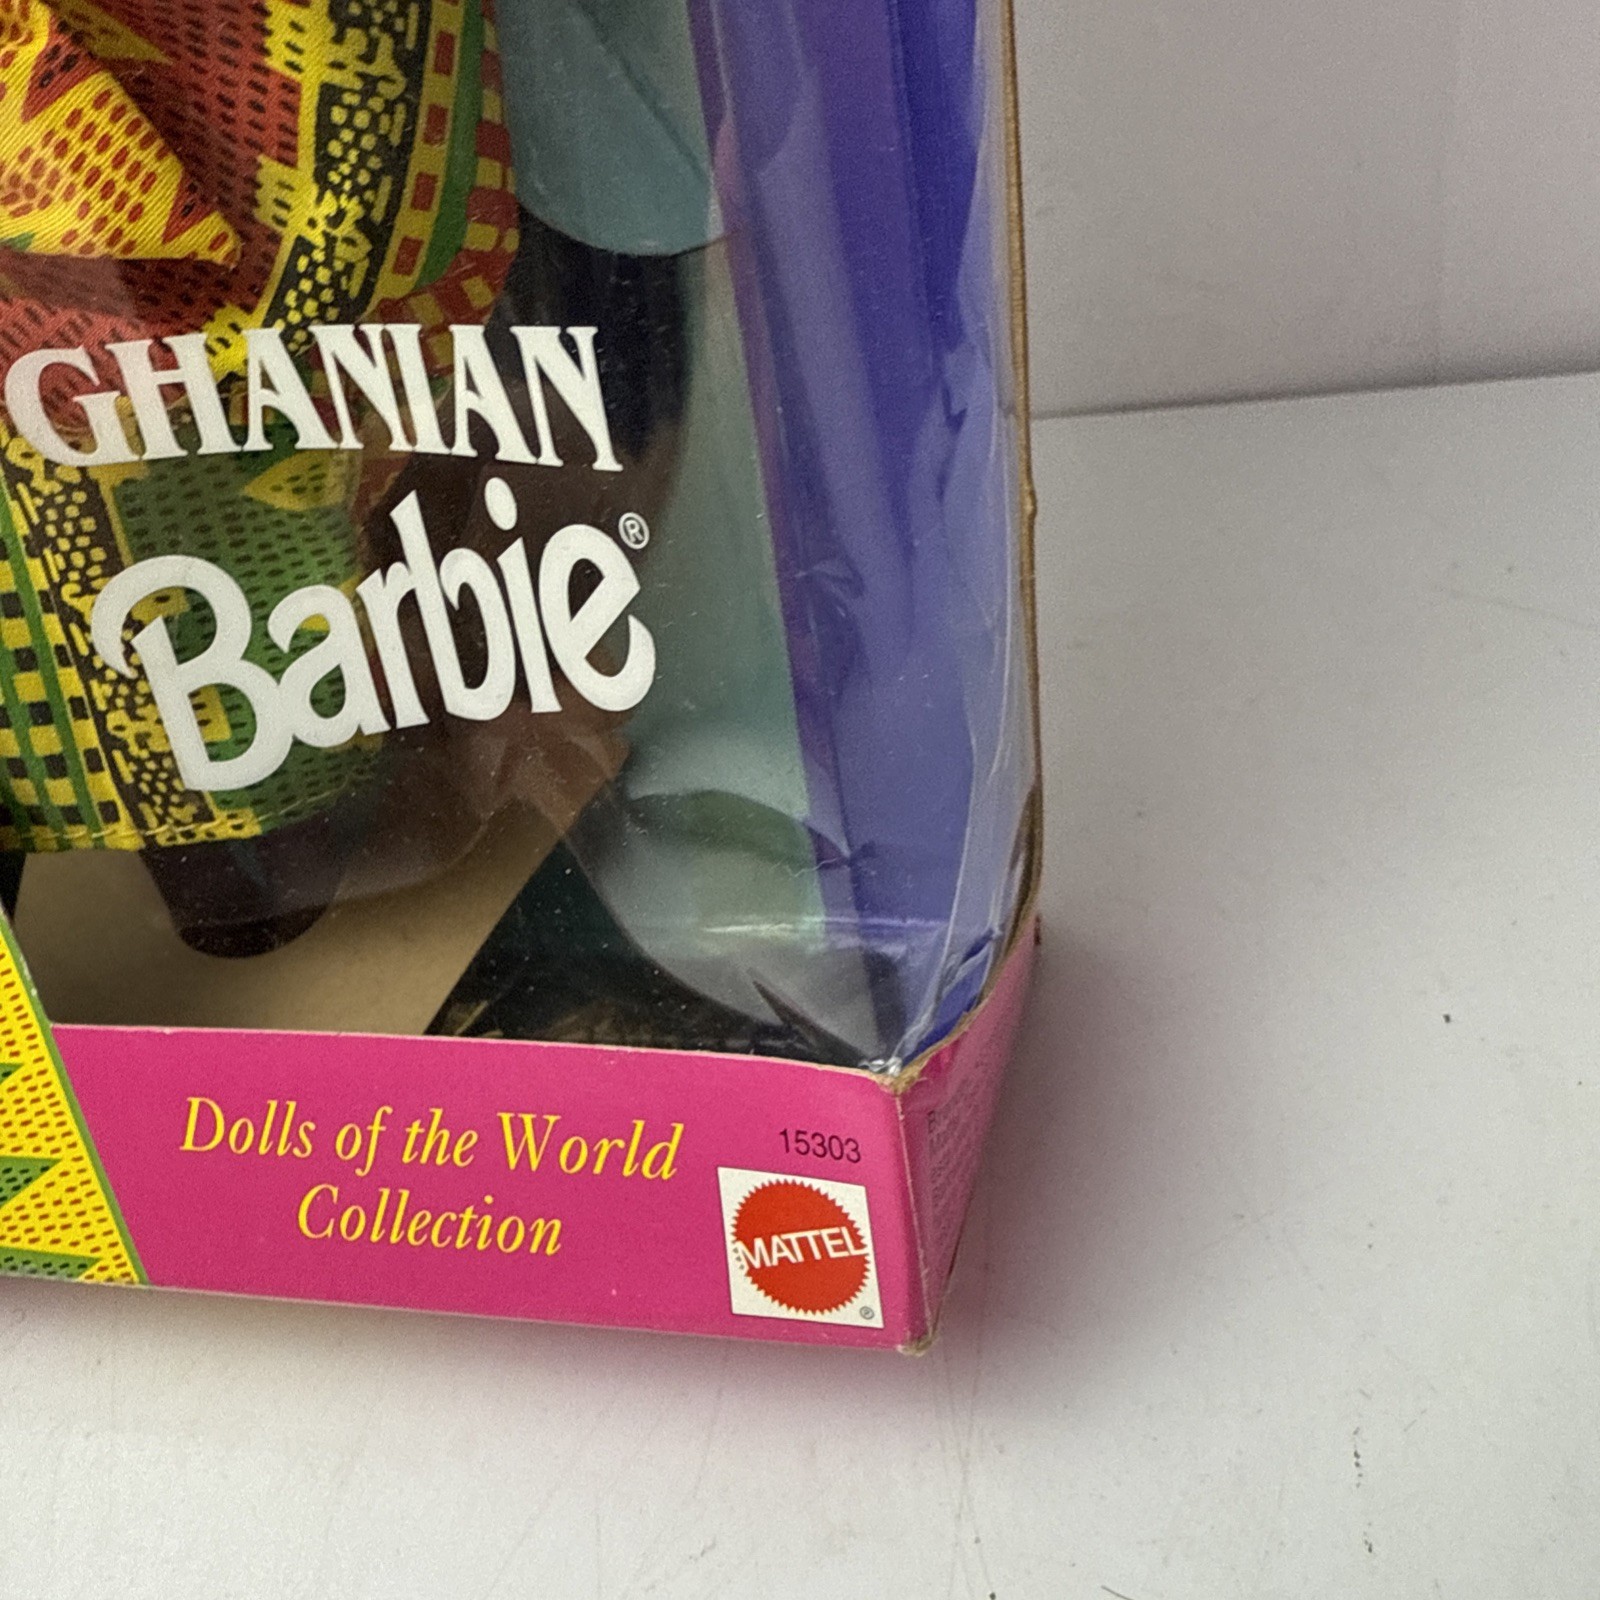 GHANIAN
Barbie®
Dolls of the World
Collection
15303
MATTEL
®